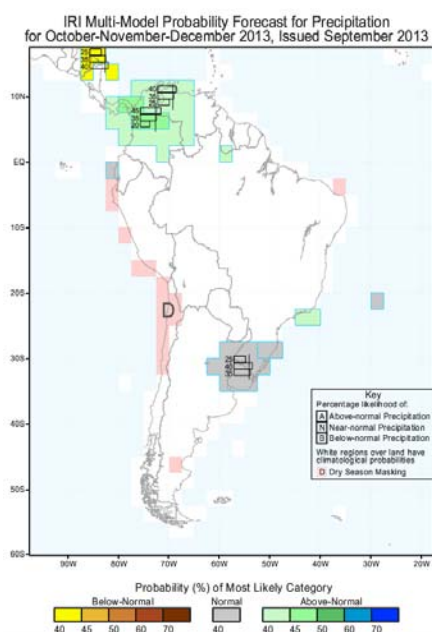 IRI Multi-Model Probability Forecast for Precipitation
for October-November-December 2013, Issued September 2013
10N
EQ
10S
20S
30S
40S
50S
60S
D
Key
Percentage likelihood of:
A Above-normal Precipitation
N Near-normal Precipitation
B Below-normal Precipitation
White regions over land have
climatological probabilities
D Dry Season Masking
90W 80W 70W 60W 50W 40W 30W 20W
Probability (%) of Most Likely Category
Below-Normal Normal Above-Normal
40 45 50 60 70 40 40 45 50 60 70